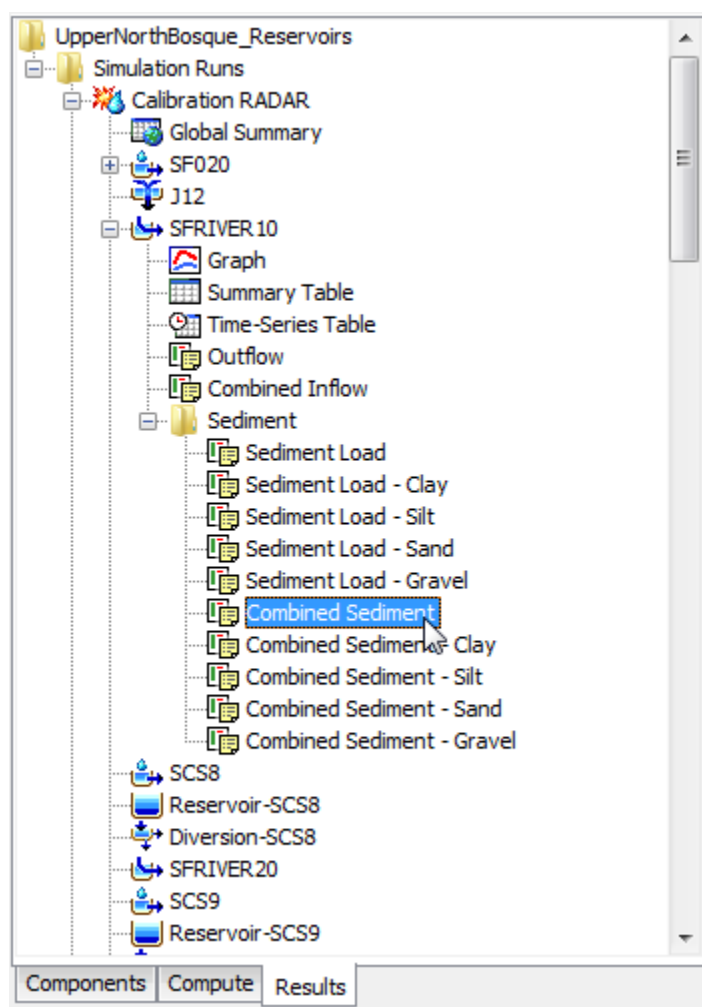 UpperNorthBosque_Reservoirs
Simulation Runs
Calibration RADAR
Global Summary
SF020
J12
SFRIVER10
Graph
Summary Table
Time-Series Table
Outflow
Combined Inflow
Sediment
Sediment Load
Sediment Load - Clay
Sediment Load - Silt
Sediment Load - Sand
Sediment Load - Gravel
Combined Sediment
Combined Sediment - Clay
Combined Sediment - Silt
Combined Sediment - Sand
Combined Sediment - Gravel
SCS8
Reservoir-SCS8
Diversion-SCS8
SFRIVER20
SCS9
Reservoir-SCS9
Components Compute Results